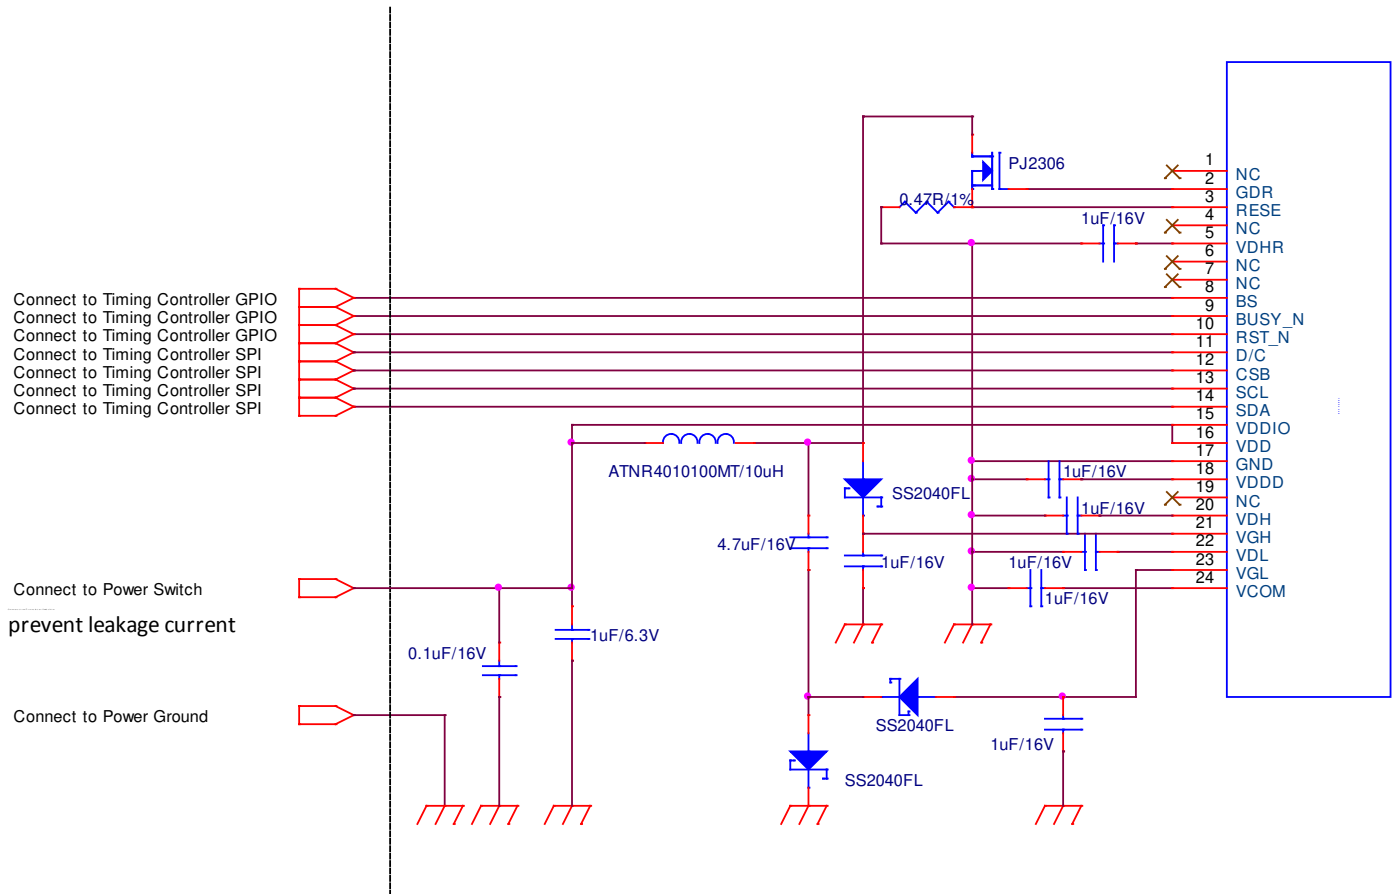 PJ2306
0.47R/1%
1uF/16V
1
NC
2
GDR
3
RESE
4
NC
5
VDHR
6
NC
7
NC
8
BS
9
BUSY_N
10
RST_N
11
D/C
12
CSB
13
SCL
14
SDA
15
VDDIO
16
VDD
17
GND
18
VDDD
19
NC
20
VDH
21
VGH
22
VDL
23
VGL
24
VCOM
Connect to Timing Controller GPIO
Connect to Timing Controller GPIO
Connect to Timing Controller GPIO
Connect to Timing Controller SPI
Connect to Timing Controller SPI
Connect to Timing Controller SPI
Connect to Timing Controller SPI
ATNR4010100MT/10uH
1uF/16V
SS2040FL
1uF/16V
4.7uF/16V
1uF/16V
1uF/16V
1uF/16V
Connect to Power Switch
prevent leakage current
1uF/6.3V
0.1uF/16V
Connect to Power Ground
SS2040FL
1uF/16V
SS2040FL